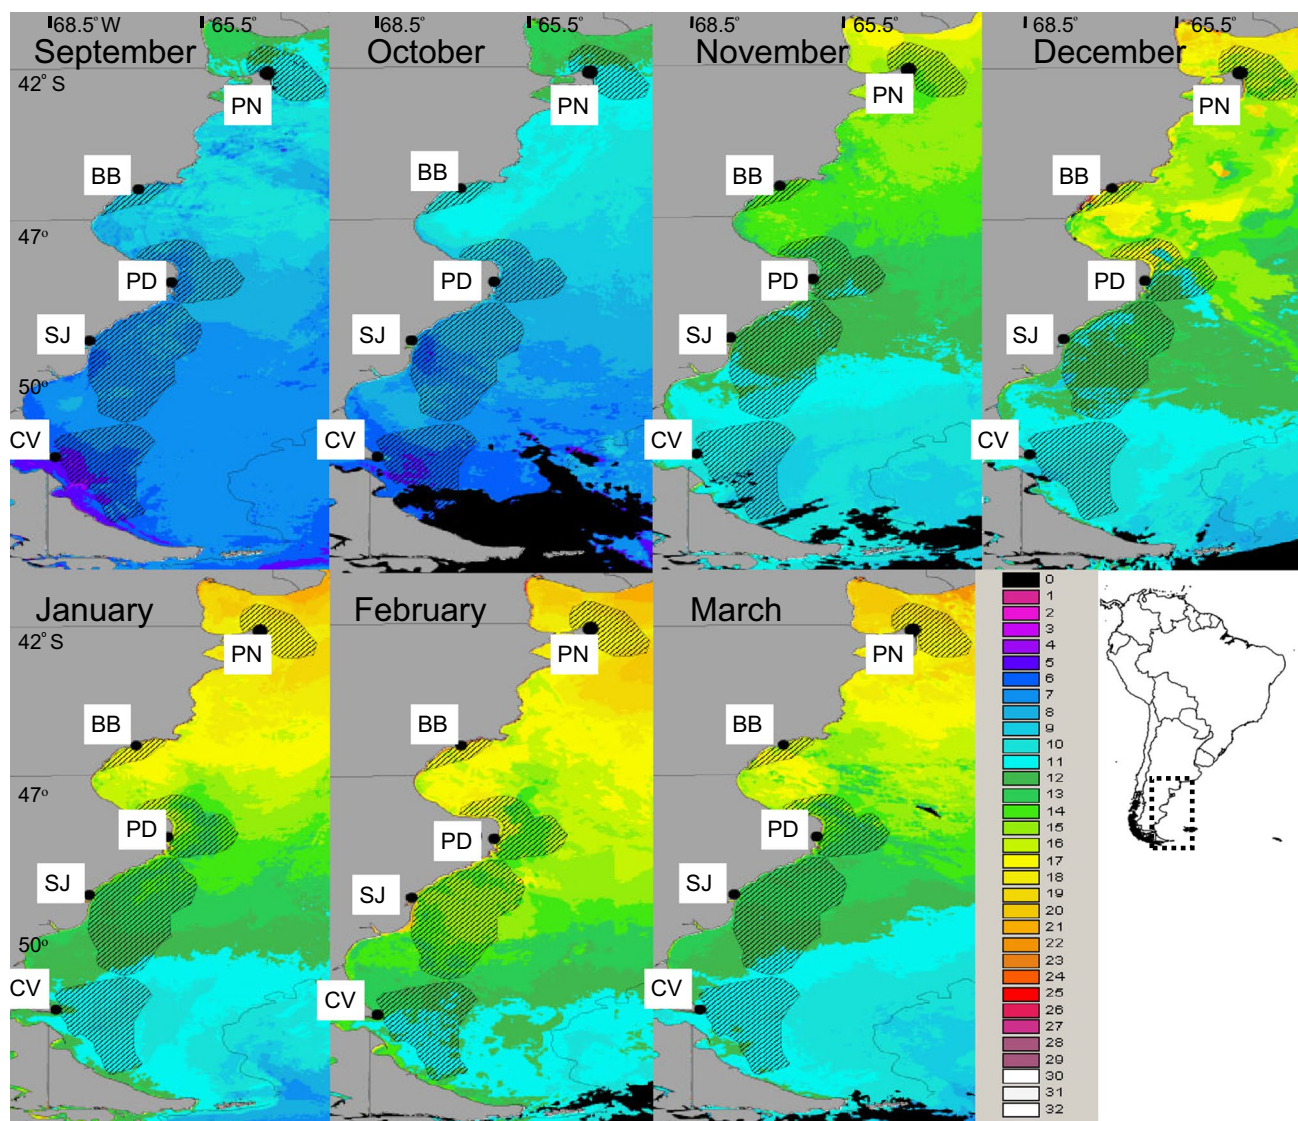 68.5° W 65.5°
September
42° S
PN
BB
47°
PD
SJ
50°
CV
68.5° 65.5°
October
PN
BB
PD
SJ
CV
68.5° 65.5°
November
PN
BB
PD
SJ
CV
68.5° 65.5°
December
PN
BB
PD
SJ
CV
January
42° S
PN
BB
47°
PD
SJ
50°
CV
February
PN
BB
PD
SJ
CV
March
PN
BB
PD
SJ
CV
0
1
2
3
4
5
6
7
8
9
10
11
12
13
14
15
16
17
18
19
20
21
22
23
24
25
26
27
28
29
30
31
32